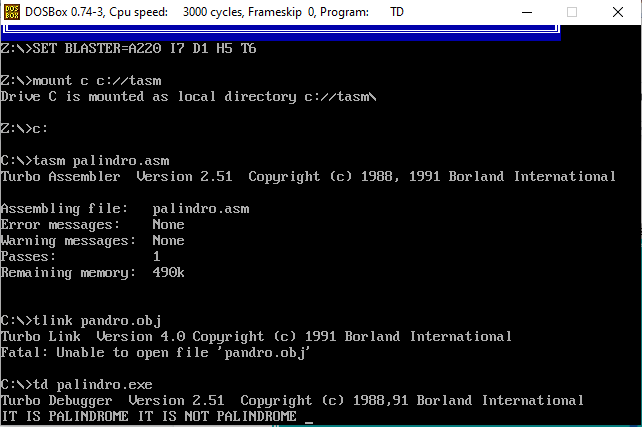 DOS
BOX
DOSBox 0.74-3, Cpu speed: 3000 cycles, Frameskip 0, Program: TD
Z:\>SET BLASTER=A220 I7 D1 H5 T6
Z:\>mount c c://tasm
Drive C is mounted as local directory c://tasm\
Z:\>c:
C:\>tasm palindro.asm
Turbo Assembler Version 2.51 Copyright (c) 1988, 1991 Borland International
Assembling file: palindro.asm
Error messages: None
Warning messages: None
Passes: 1
Remaining memory: 490k
C:\>tlink pandro.obj
Turbo Link Version 4.0 Copyright (c) 1991 Borland International
Fatal: Unable to open file 'pandro.obj'
C:\>td palindro.exe
Turbo Debugger Version 2.51 Copyright (c) 1988,91 Borland International
IT IS PALINDROME IT IS NOT PALINDROME _